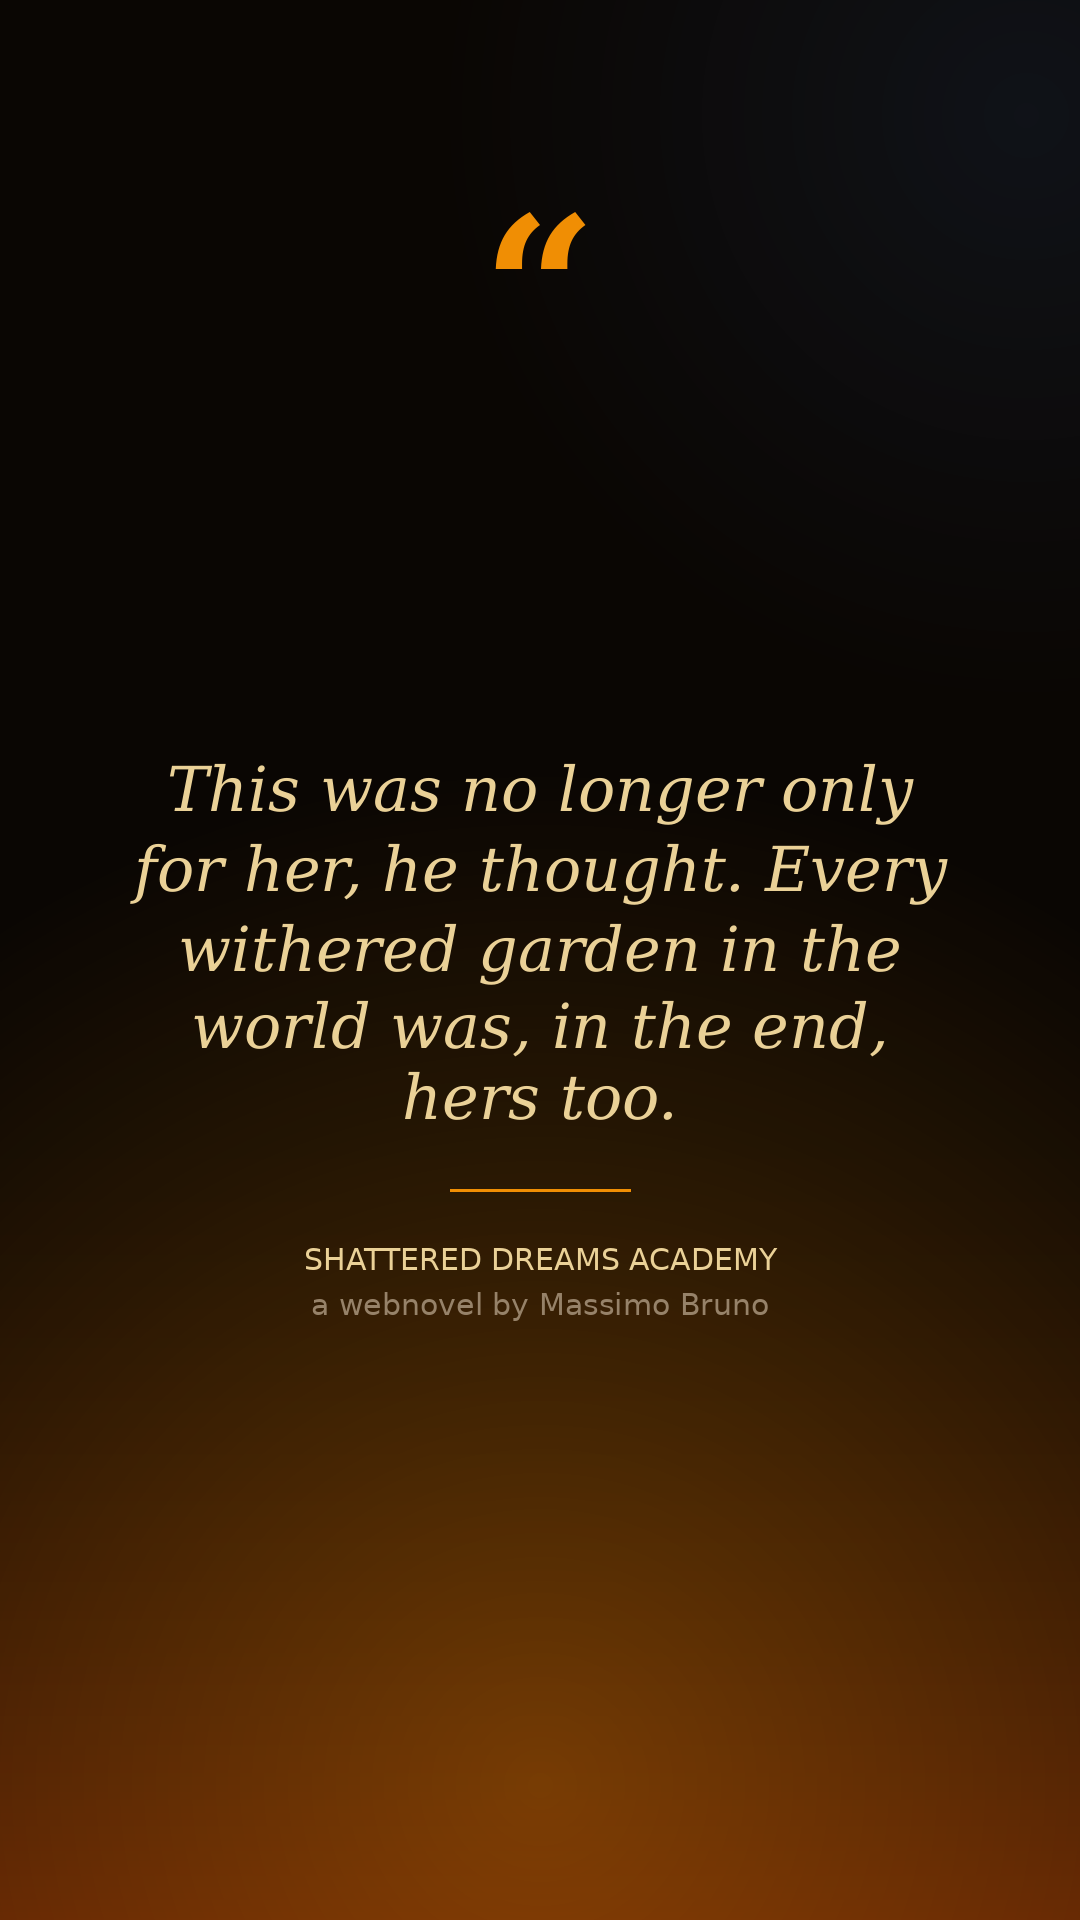 “
This was no longer only
for her, he thought. Every
withered garden in the
world was, in the end,
hers too.
SHATTERED DREAMS ACADEMY
a webnovel by Massimo Bruno